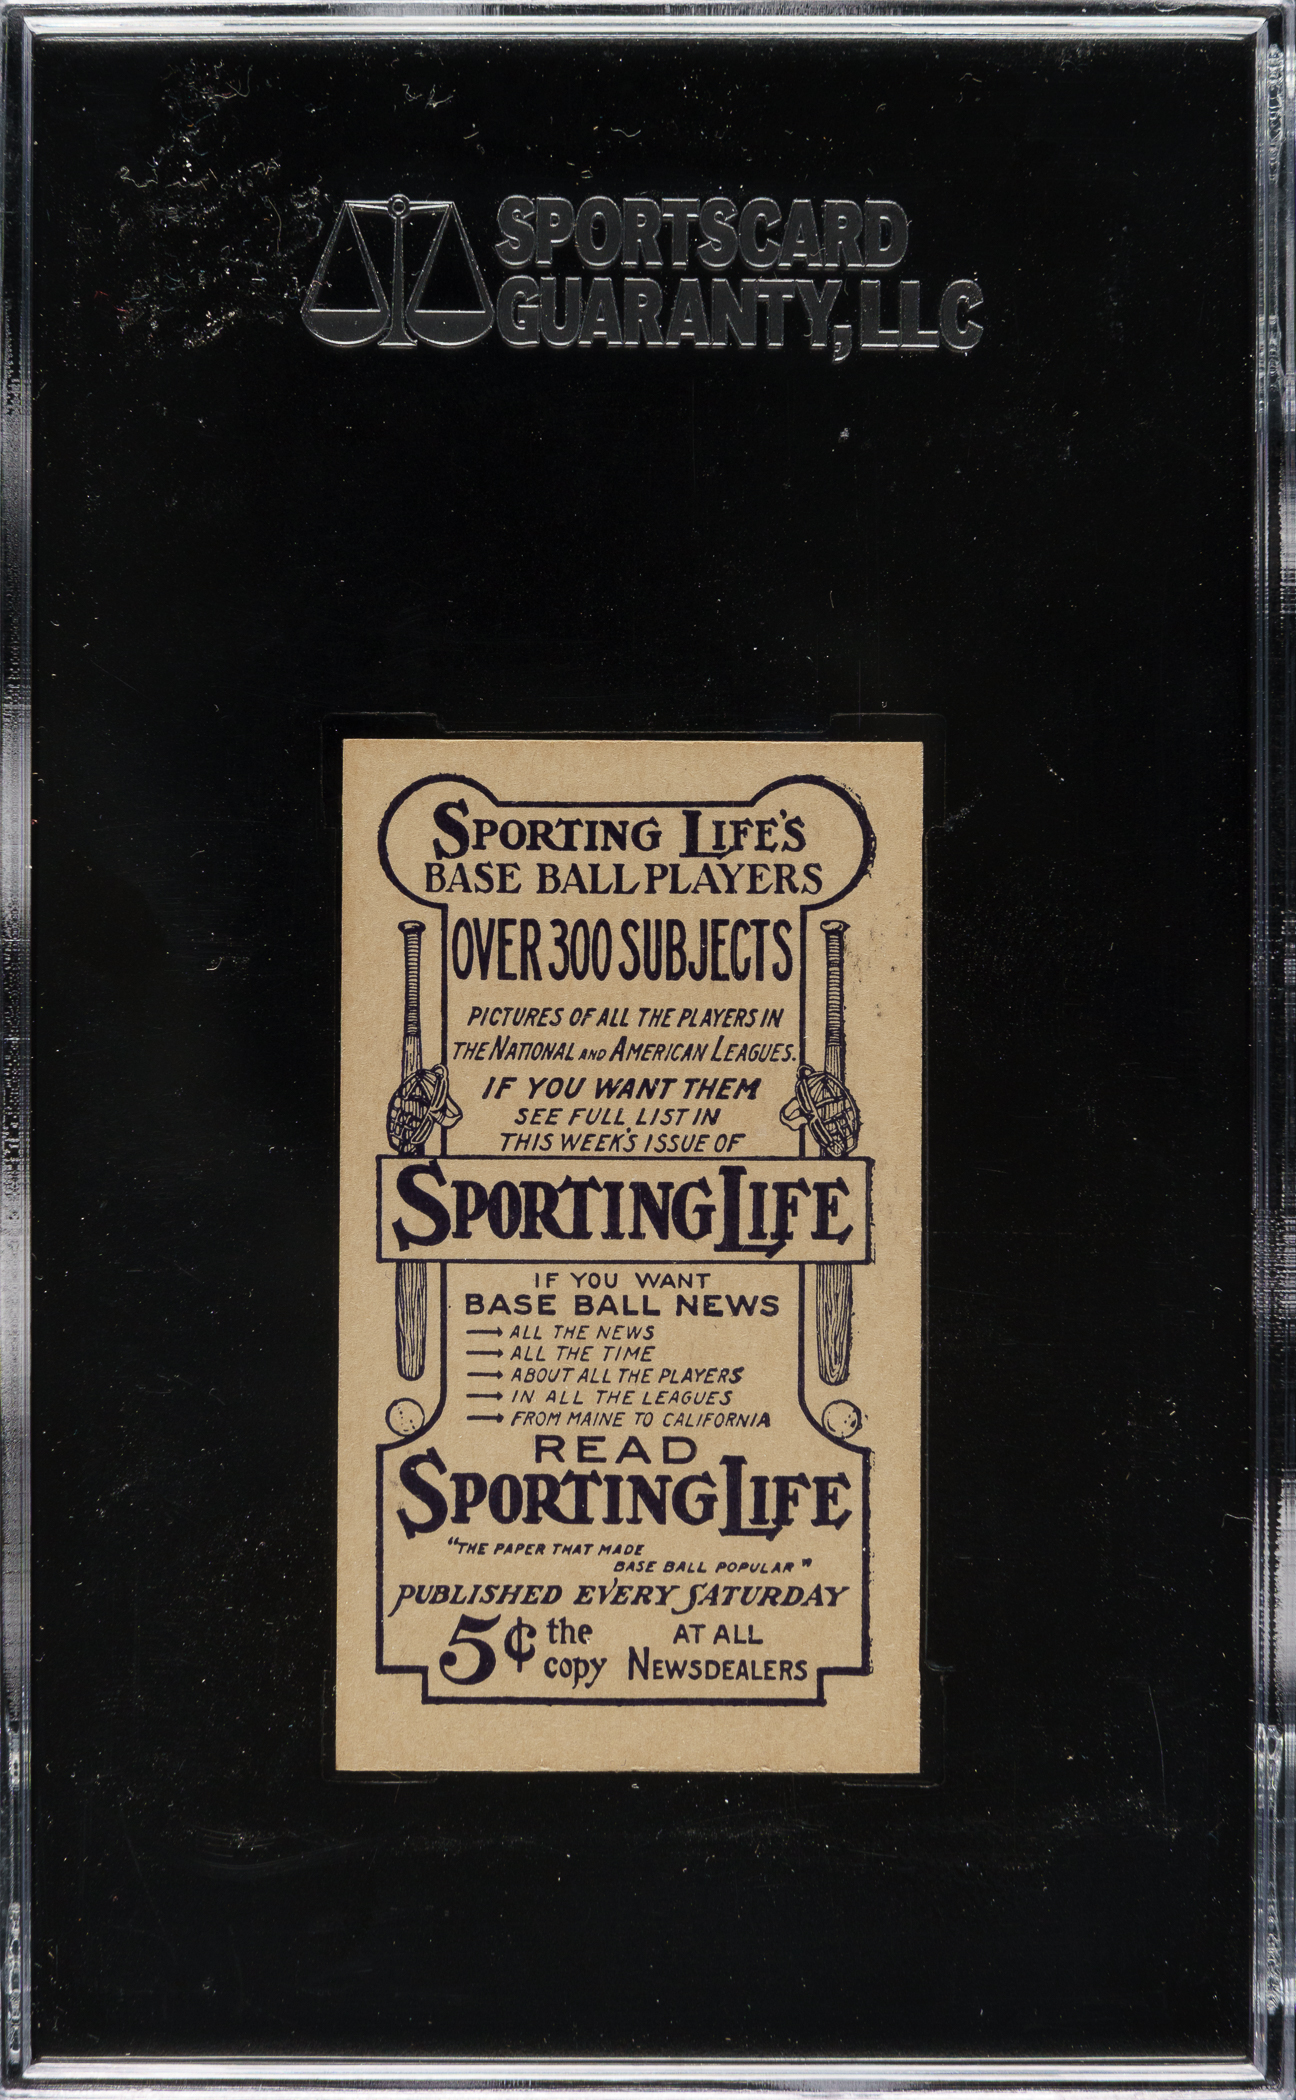 SPORTSCARD
GUARANTY, LLC
SPORTING LIFE'S
BASE BALL PLAYERS
OVER 300 SUBJECTS
PICTURES OF ALL THE PLAYERS IN
THE NATIONAL AND AMERICAN LEAGUES.
IF YOU WANT THEM
SEE FULL LIST IN
THIS WEEK'S ISSUE OF
SPORTING LIFE
IF YOU WANT
BASE BALL NEWS
→ ALL THE NEWS
→ ALL THE TIME
→ ABOUT ALL THE PLAYERS
→ IN ALL THE LEAGUES
→ FROM MAINE TO CALIFORNIA
READ
SPORTING LIFE
"THE PAPER THAT MADE
BASE BALL POPULAR"
PUBLISHED EVERY SATURDAY
5¢ the copy AT ALL NEWSDEALERS